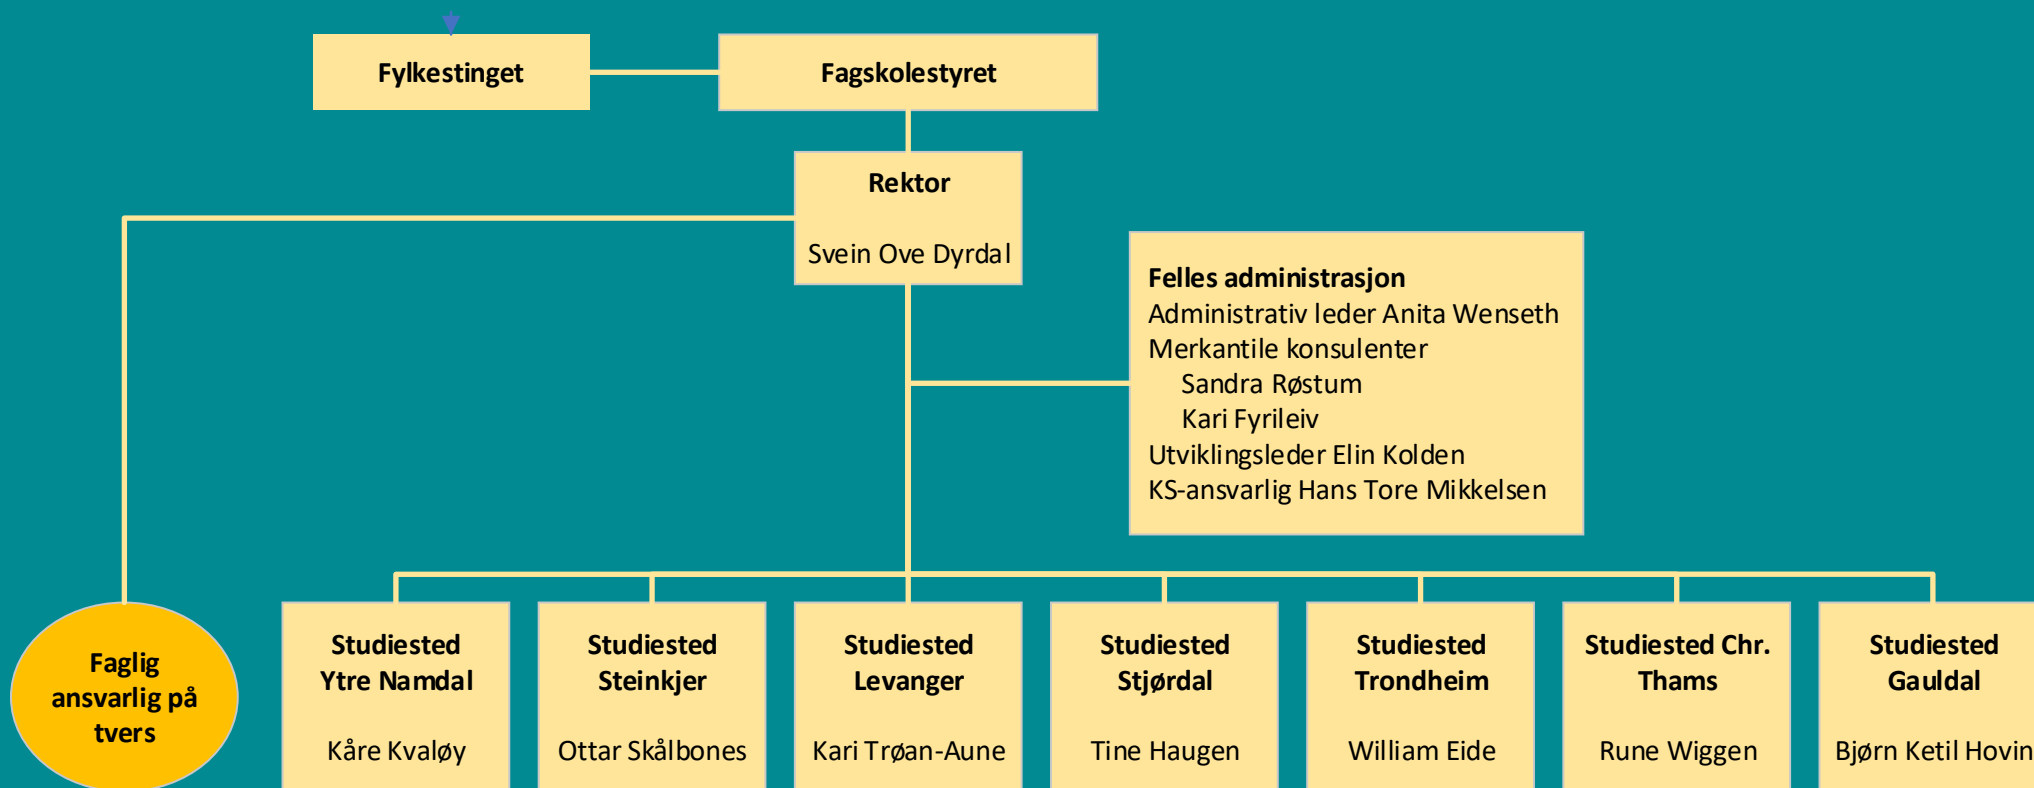 Fylkestinget
Fagskolestyret
Rektor
Svein Ove Dyrdal
Felles administrasjon
Administrativ leder Anita Wenseth
Merkantile konsulenter
Sandra Røstum
Kari Fyrileiv
Utviklingsleder Elin Kolden
KS-ansvarlig Hans Tore Mikkelsen
Faglig
ansvarlig på
tvers
Studiested
Ytre Namdal
Kåre Kvaløy
Studiested
Steinkjer
Ottar Skålbones
Studiested
Levanger
Kari Trøan-Aune
Studiested
Stjørdal
Tine Haugen
Studiested
Trondheim
William Eide
Studiested Chr.
Thams
Rune Wiggen
Studiested
Gauldal
Bjørn Ketil Hovin